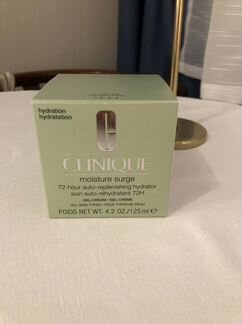 hydration
hydratation
CLINIQUE
moisture surge
72-hour auto-replenishing hydrator
soin auto-réhydratant 72H
GEL-CREAM / GEL-CRÈME
ALL SKIN TYPES / TOUS TYPES DE PEAU
POIDS NET WT. 4.2 OZ./125 ml ℮